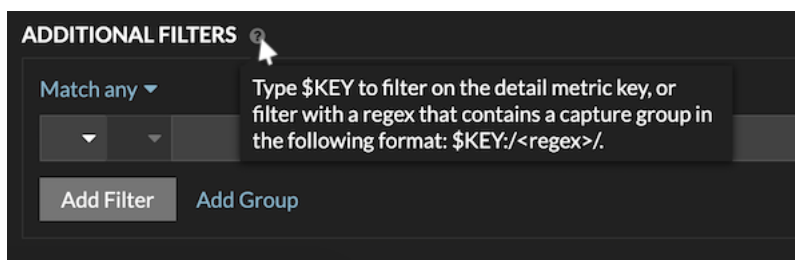 ADDITIONAL FILTERS ?
Match any
Type $KEY to filter on the detail metric key, or
filter with a regex that contains a capture group in
the following format: $KEY:/<regex>/.
Add Filter
Add Group